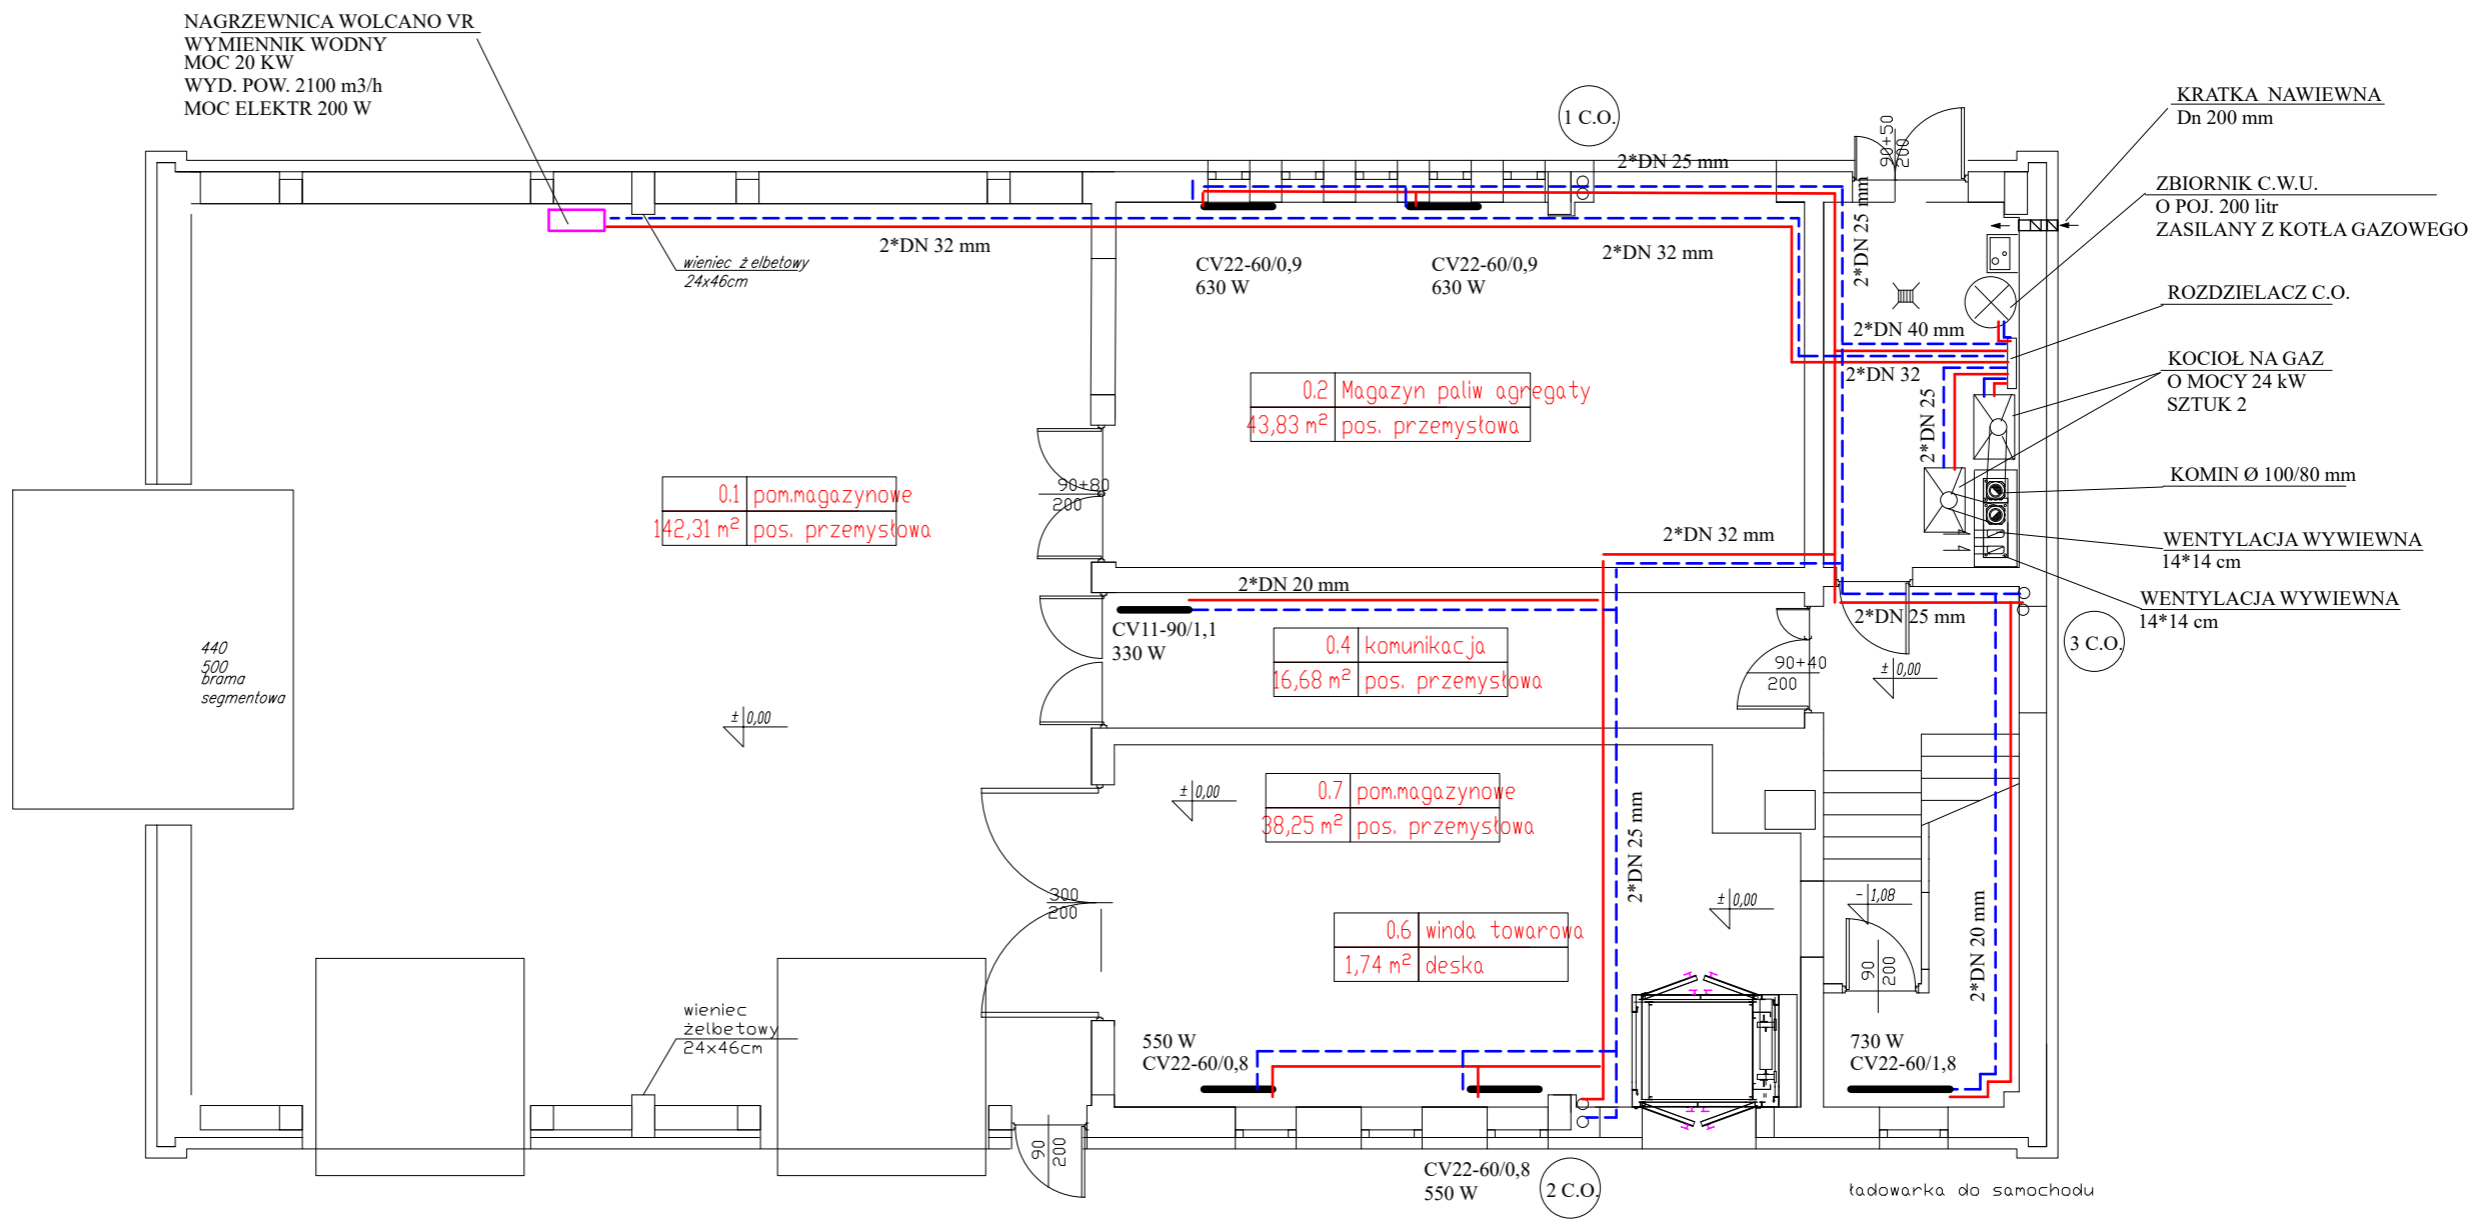 NAGRZEWNICA WOLCANO VR
WYMIENNIK WODNY
MOC 20 KW
WYD. POW. 2100 m3/h
MOC ELEKTR 200 W
1 C.O.
KRATKA NAWIEWNA
Dn 200 mm
90+50
200
2*DN 25 mm
ZBIORNIK C.W.U.
O POJ. 200 litr
ZASILANY Z KOTŁA GAZOWEGO
2*DN 25 mm
2*DN 32 mm
wieniec żelbetowy
24x46cm
CV22-60/0,9
630 W
CV22-60/0,9
630 W
2*DN 32 mm
ROZDZIELACZ C.O.
2*DN 40 mm
2*DN 32
KOCIOŁ NA GAZ
O MOCY 24 kW
SZTUK 2
2*DN 25
0.2 Magazyn paliw agregaty
43,83 m² pos. przemysłowa
KOMIN Ø 100/80 mm
90+80
200
0.1 pom.magazynowe
142,31 m² pos. przemysłowa
2*DN 32 mm
WENTYLACJA WYWIEWNA
14*14 cm
2*DN 20 mm
WENTYLACJA WYWIEWNA
14*14 cm
2*DN 25 mm
CV11-90/1,1
330 W
3 C.O.
0.4 komunikacja
16,68 m² pos. przemysłowa
90+40
200
± 0,00
440
500
brama
segmentowa
± 0,00
± 0,00
0.7 pom.magazynowe
38,25 m² pos. przemysłowa
2*DN 25 mm
300
200
± 0,00
- 1,08
0.6 winda towarowa
1,74 m² deska
90
200
2*DN 20 mm
wieniec
żelbetowy
24x46cm
550 W
CV22-60/0,8
730 W
CV22-60/1,8
90
200
CV22-60/0,8
550 W
2 C.O.
ładowarka do samochodu